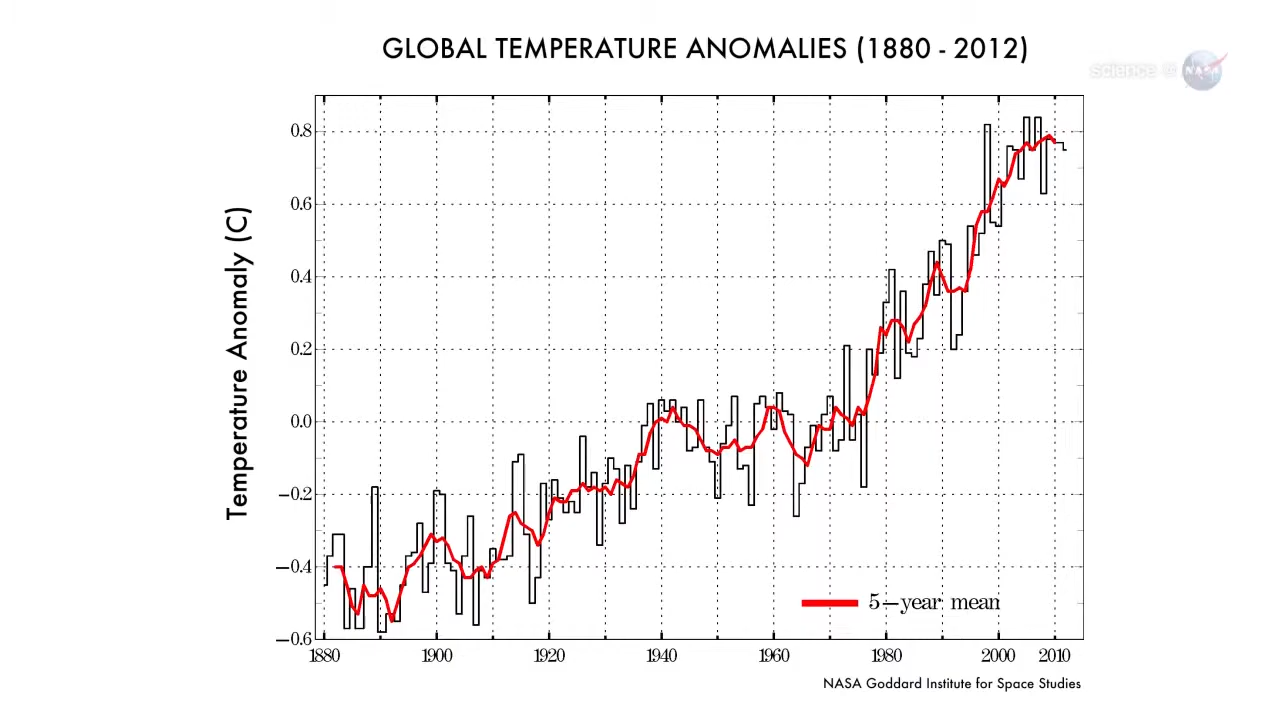 GLOBAL TEMPERATURE ANOMALIES (1880 - 2012)
science @ NASA
Temperature Anomaly (C)
0.8
0.6
0.4
0.2
0.0
−0.2
−0.4
−0.6
5−year mean
1880 1900 1920 1940 1960 1980 2000 2010
NASA Goddard Institute for Space Studies